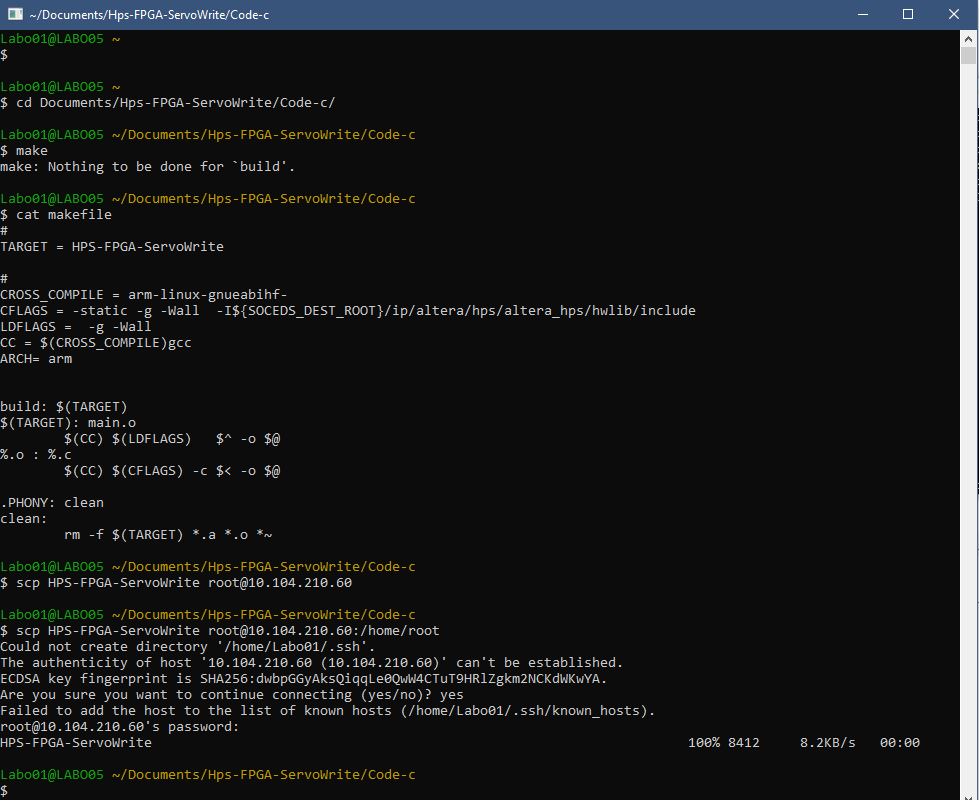 ~/Documents/Hps-FPGA-ServoWrite/Code-c
Labo01@LABO05 ~
$
Labo01@LABO05 ~
$ cd Documents/Hps-FPGA-ServoWrite/Code-c/
Labo01@LABO05 ~/Documents/Hps-FPGA-ServoWrite/Code-c
$ make
make: Nothing to be done for `build'.
Labo01@LABO05 ~/Documents/Hps-FPGA-ServoWrite/Code-c
$ cat makefile
#
TARGET = HPS-FPGA-ServoWrite
#
CROSS_COMPILE = arm-linux-gnueabihf-
CFLAGS = -static -g -Wall  -I${SOCEDS_DEST_ROOT}/ip/altera/hps/altera_hps/hwlib/include
LDFLAGS =  -g -Wall
CC = $(CROSS_COMPILE)gcc
ARCH= arm
build: $(TARGET)
$(TARGET): main.o
        $(CC) $(LDFLAGS)   $^ -o $@
%.o : %.c
        $(CC) $(CFLAGS) -c $< -o $@
.PHONY: clean
clean:
        rm -f $(TARGET) *.a *.o *~
Labo01@LABO05 ~/Documents/Hps-FPGA-ServoWrite/Code-c
$ scp HPS-FPGA-ServoWrite root@10.104.210.60
Labo01@LABO05 ~/Documents/Hps-FPGA-ServoWrite/Code-c
$ scp HPS-FPGA-ServoWrite root@10.104.210.60:/home/root
Could not create directory '/home/Labo01/.ssh'.
The authenticity of host '10.104.210.60 (10.104.210.60)' can't be established.
ECDSA key fingerprint is SHA256:dwbpGGyAksQiqqLe0QwW4CTuT9HRlZgkm2NCKdWKwYA.
Are you sure you want to continue connecting (yes/no)? yes
Failed to add the host to the list of known hosts (/home/Labo01/.ssh/known_hosts).
root@10.104.210.60's password:
HPS-FPGA-ServoWrite                                                                   100% 8412     8.2KB/s   00:00
Labo01@LABO05 ~/Documents/Hps-FPGA-ServoWrite/Code-c
$